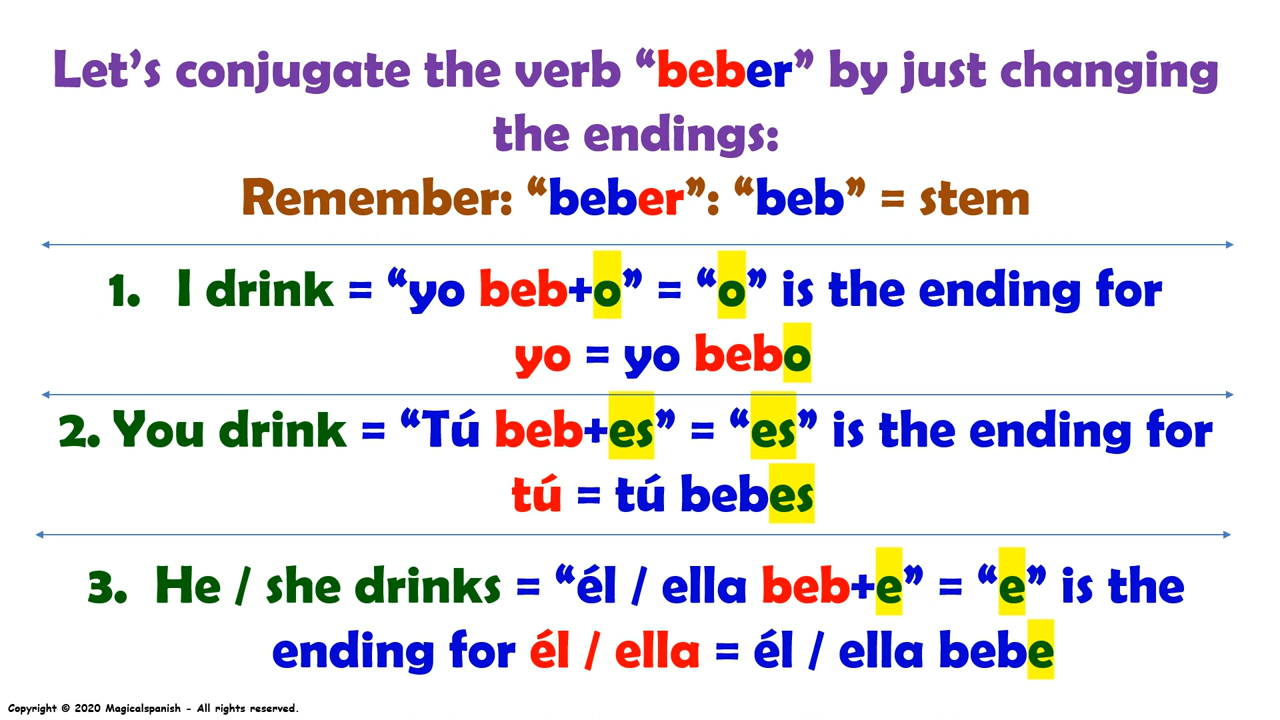 Let’s conjugate the verb “beber” by just changing
the endings:
Remember: “beber”: “beb” = stem
1. I drink = “yo beb+o” = “o” is the ending for
yo = yo bebo
2. You drink = “Tú beb+es” = “es” is the ending for
tú = tú bebes
3. He / she drinks = “él / ella beb+e” = “e” is the
ending for él / ella = él / ella bebe
Copyright © 2020 Magicalspanish - All rights reserved.